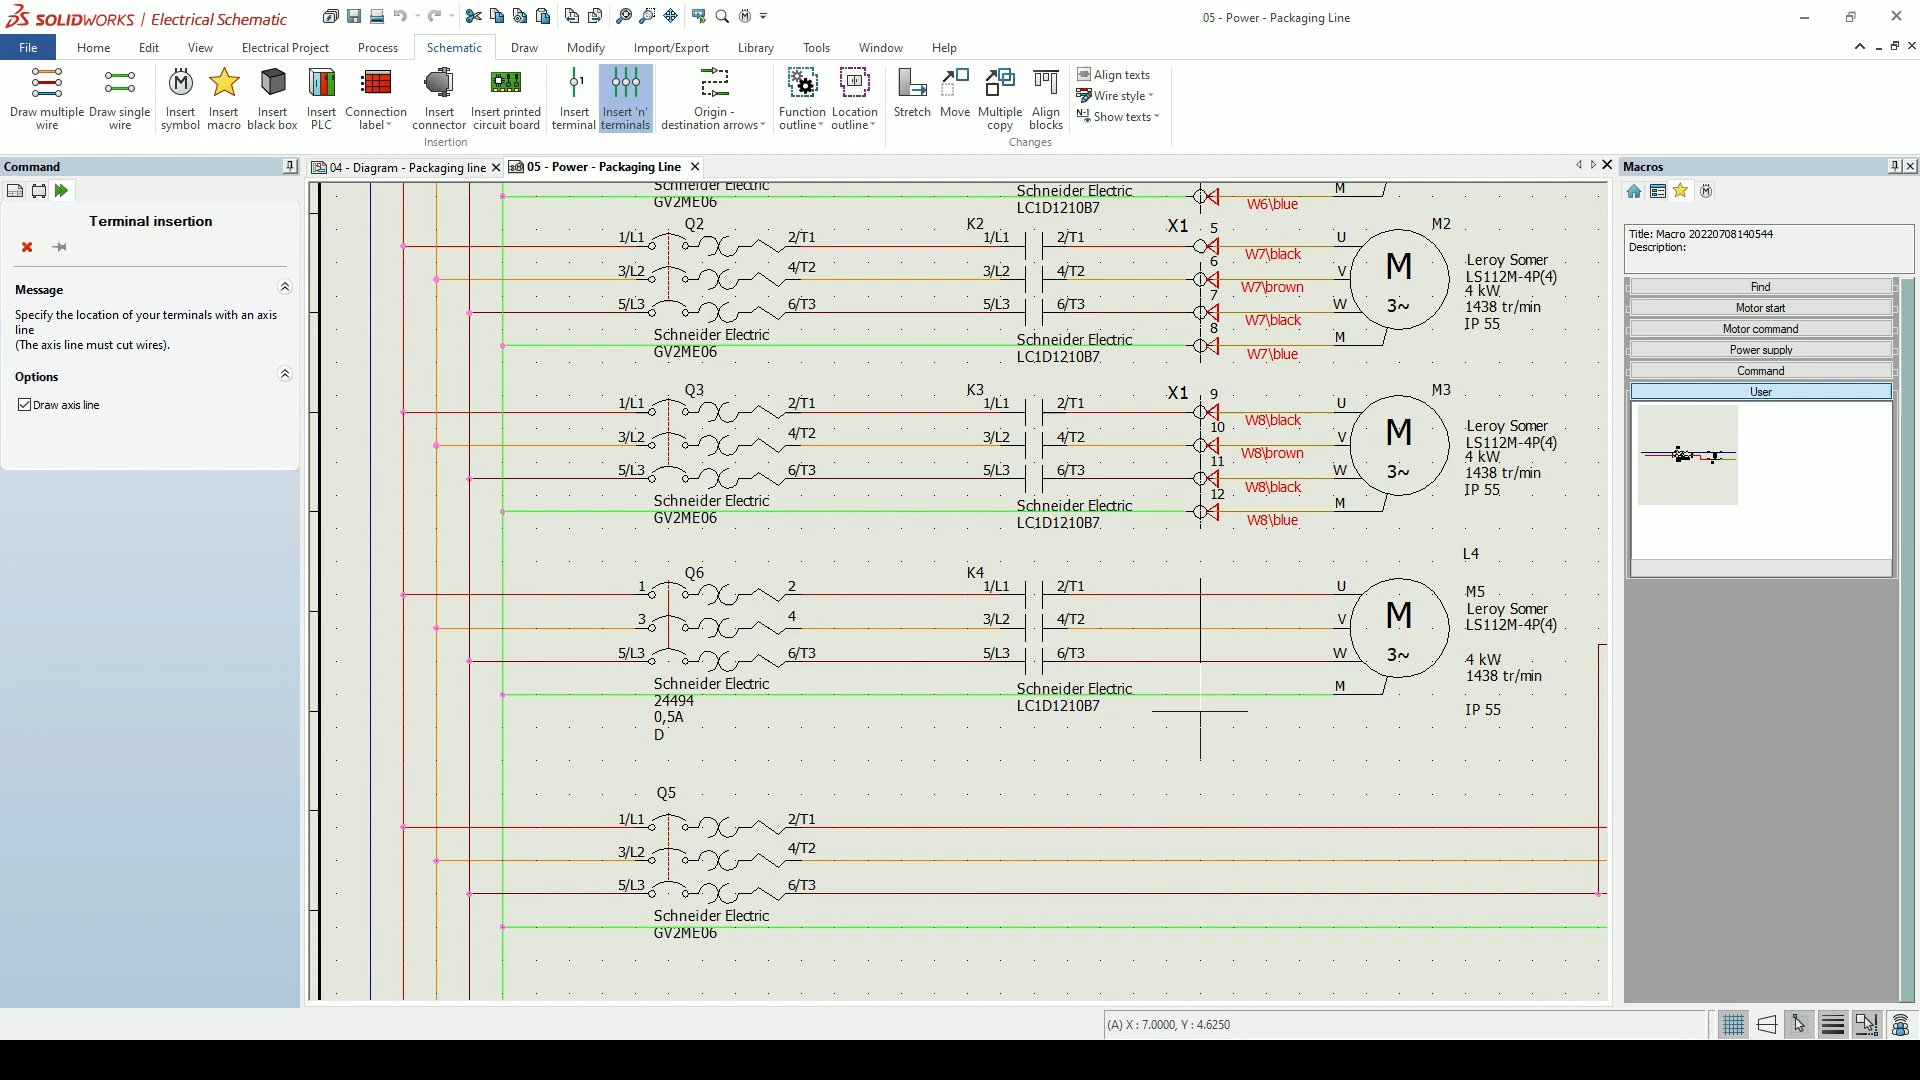 SOLIDWORKS | Electrical Schematic
05 - Power - Packaging Line
File Home Edit View Electrical Project Process Schematic Draw Modify Import/Export Library Tools Window Help
Draw multiple wire
Draw single wire
Insert symbol
Insert macro
Insert black box
Insert PLC
Connection label
Insert connector
Insert printed circuit board
Insert terminal
Insert 'n' terminals
Origin - destination arrows
Function outline
Location outline
Stretch
Move
Multiple copy
Align blocks
Align texts
Wire style
Show texts
Insertion
Changes
Command
04 - Diagram - Packaging line
05 - Power - Packaging Line
Macros
Terminal insertion
Message
Specify the location of your terminals with an axis
line
(The axis line must cut wires).
Options
Draw axis line
Schneider Electric
GV2ME06
Schneider Electric
LC1D1210B7
W6\blue
M
Q2
1/L1 2/T1
3/L2 4/T2
5/L3 6/T3
Schneider Electric
GV2ME06
K2
1/L1 2/T1
3/L2 4/T2
5/L3 6/T3
Schneider Electric
LC1D1210B7
X1
5
W7\black
6
W7\brown
7
W7\black
8
W7\blue
U
V
W
M
M
3~
M2
Leroy Somer
LS112M-4P(4)
4 kW
1438 tr/min
IP 55
Q3
1/L1 2/T1
3/L2 4/T2
5/L3 6/T3
Schneider Electric
GV2ME06
K3
1/L1 2/T1
3/L2 4/T2
5/L3 6/T3
Schneider Electric
LC1D1210B7
X1
9
W8\black
10
W8\brown
11
W8\black
12
W8\blue
U
V
W
M
M
3~
M3
Leroy Somer
LS112M-4P(4)
4 kW
1438 tr/min
IP 55
Q6
1 2
3 4
5/L3 6/T3
Schneider Electric
24494
0,5A
D
K4
1/L1 2/T1
3/L2 4/T2
5/L3 6/T3
Schneider Electric
LC1D1210B7
U
V
W
M
M
3~
L4
M5
Leroy Somer
LS112M-4P(4)
4 kW
1438 tr/min
IP 55
Q5
1/L1 2/T1
3/L2 4/T2
5/L3 6/T3
Schneider Electric
GV2ME06
Title: Macro 20220708140544
Description:
Find
Motor start
Motor command
Power supply
Command
User
(A) X : 7.0000, Y : 4.6250